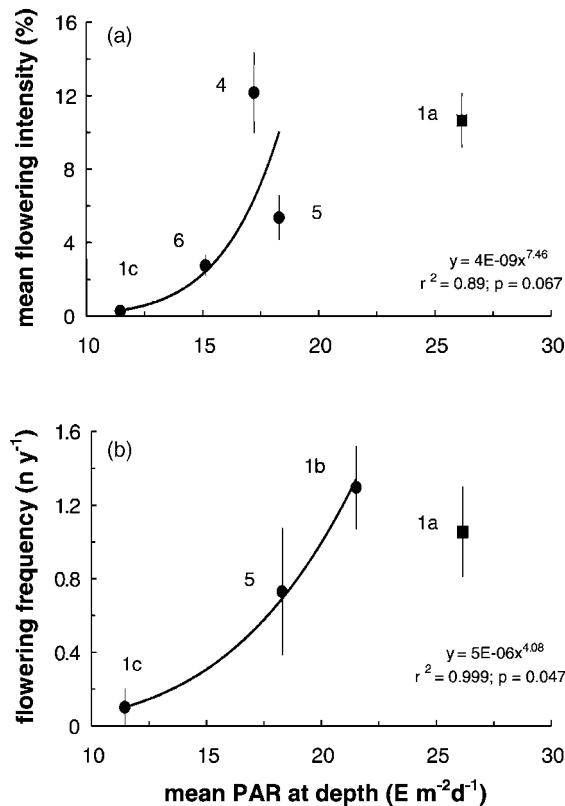 (a)
mean flowering intensity (%)
16
12
8
4
0
4
1a
5
6
1c
y = 4E-09x^7.46
r ² = 0.89; p = 0.067
10 15 20 25 30
(b)
flowering frequency (n y⁻¹)
1.6
1.2
0.8
0.4
0
1b
1a
5
1c
y = 5E-06x^4.08
r ² = 0.999; p = 0.047
10 15 20 25 30
mean PAR at depth (E m⁻²d⁻¹)